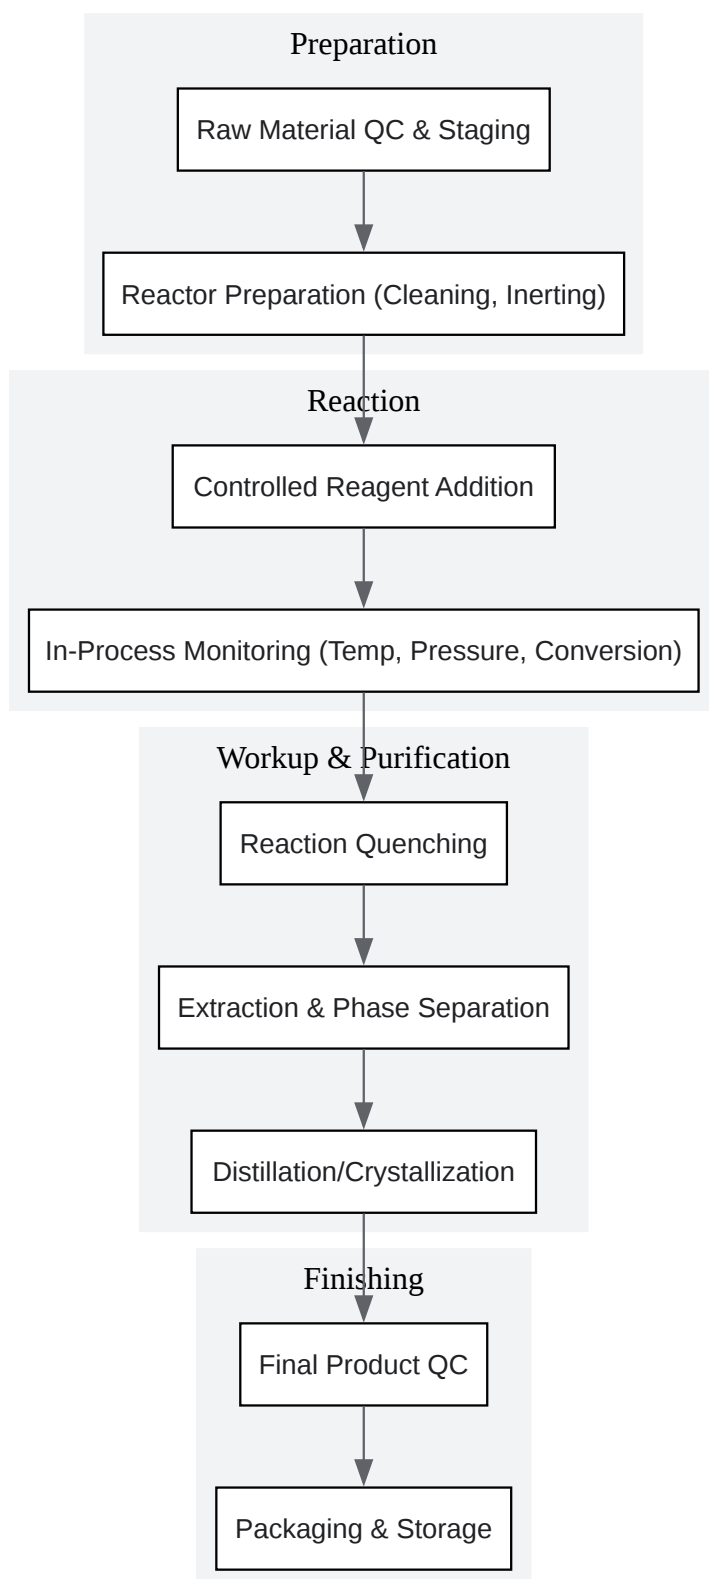 Preparation
Raw Material QC & Staging
Reactor Preparation (Cleaning, Inerting)
Reaction
Controlled Reagent Addition
In-Process Monitoring (Temp, Pressure, Conversion)
Workup & Purification
Reaction Quenching
Extraction & Phase Separation
Distillation/Crystallization
Finishing
Final Product QC
Packaging & Storage